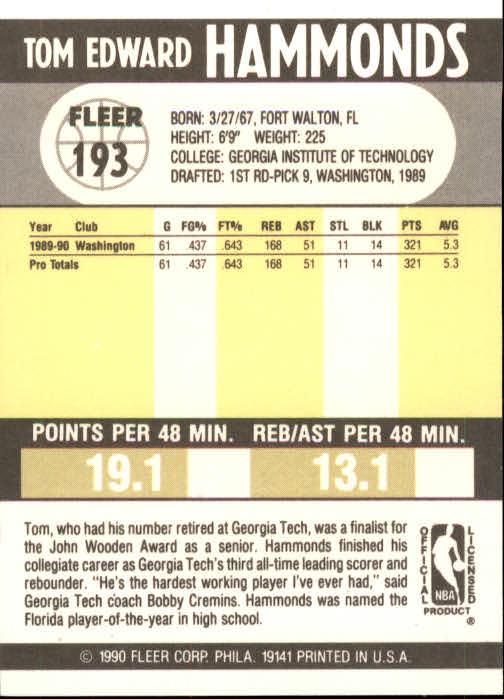 TOM EDWARD HAMMONDS
FLEER
193
BORN: 3/27/67, FORT WALTON, FL
HEIGHT: 6'9" WEIGHT: 225
COLLEGE: GEORGIA INSTITUTE OF TECHNOLOGY
DRAFTED: 1ST RD-PICK 9, WASHINGTON, 1989
Year Club G FG% FT% REB AST STL BLK PTS AVG
1989-90 Washington 61 .437 .643 168 51 11 14 321 5.3
Pro Totals 61 .437 .643 168 51 11 14 321 5.3
POINTS PER 48 MIN. REB/AST PER 48 MIN.
19.1 13.1
Tom, who had his number retired at Georgia Tech, was a finalist for
the John Wooden Award as a senior. Hammonds finished his
collegiate career as Georgia Tech's third all-time leading scorer and
rebounder. "He's the hardest working player I've ever had," said
Georgia Tech coach Bobby Cremins. Hammonds was named the
Florida player-of-the-year in high school.
OFFICIAL
NBA
LICENSED
PRODUCT ®
© 1990 FLEER CORP. PHILA. 19141 PRINTED IN U.S.A.